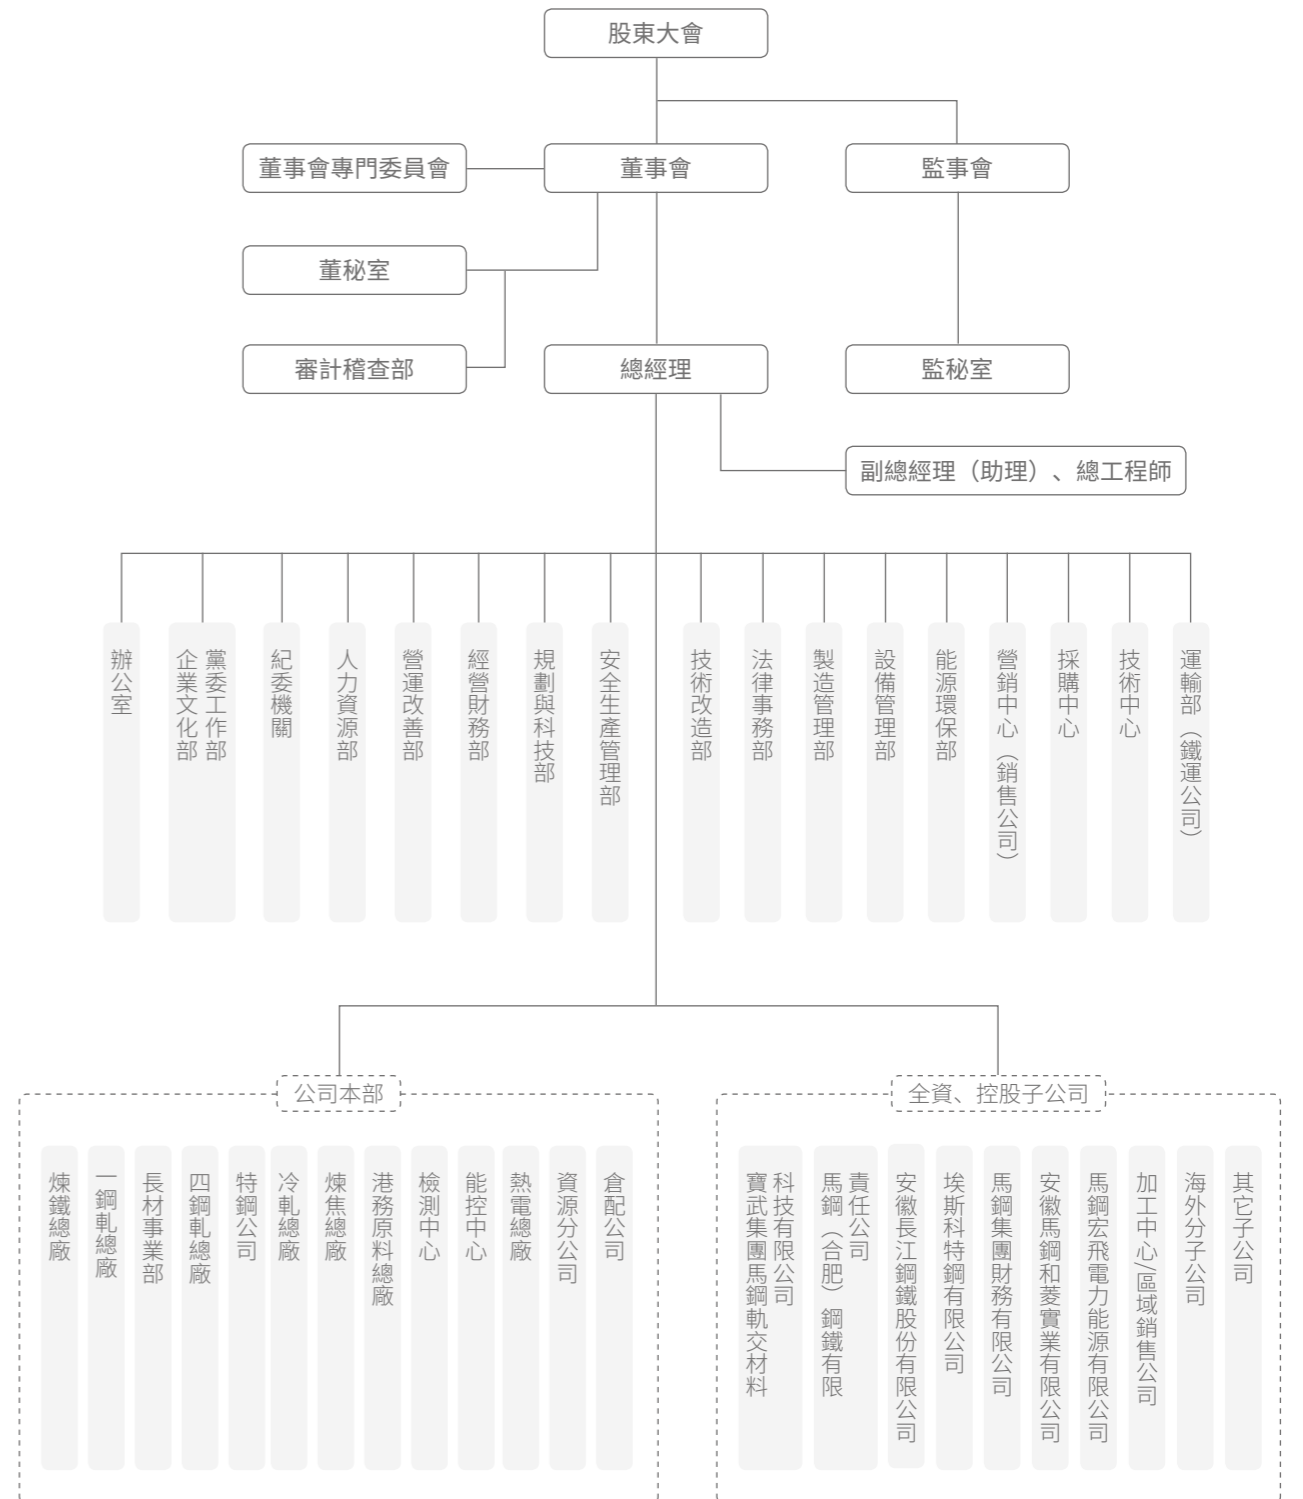 股東大會
董事會專門委員會
董事會
監事會
董秘室
審計稽查部
總經理
監秘室
副總經理（助理）、總工程師
辦公室
黨委工作部
企業文化部
紀委機關
人力資源部
營運改善部
經營財務部
規劃與科技部
安全生產管理部
技術改造部
法律事務部
製造管理部
設備管理部
能源環保部
營銷中心（銷售公司）
採購中心
技術中心
運輸部（鐵運公司）
公司本部
煉鐵總廠
一鋼軋總廠
長材事業部
四鋼軋總廠
特鋼公司
冷軋總廠
煉焦總廠
港務原料總廠
檢測中心
能控中心
熱電總廠
資源分公司
倉配公司
全資、控股子公司
寶武集團馬鋼軌交材料
科技有限公司
馬鋼（合肥）鋼鐵有限
責任公司
安徽長江鋼鐵股份有限公司
埃斯科特鋼有限公司
馬鋼集團財務有限公司
安徽馬鋼和菱實業有限公司
馬鋼宏飛電力能源有限公司
加工中心/區域銷售公司
海外分子公司
其它子公司